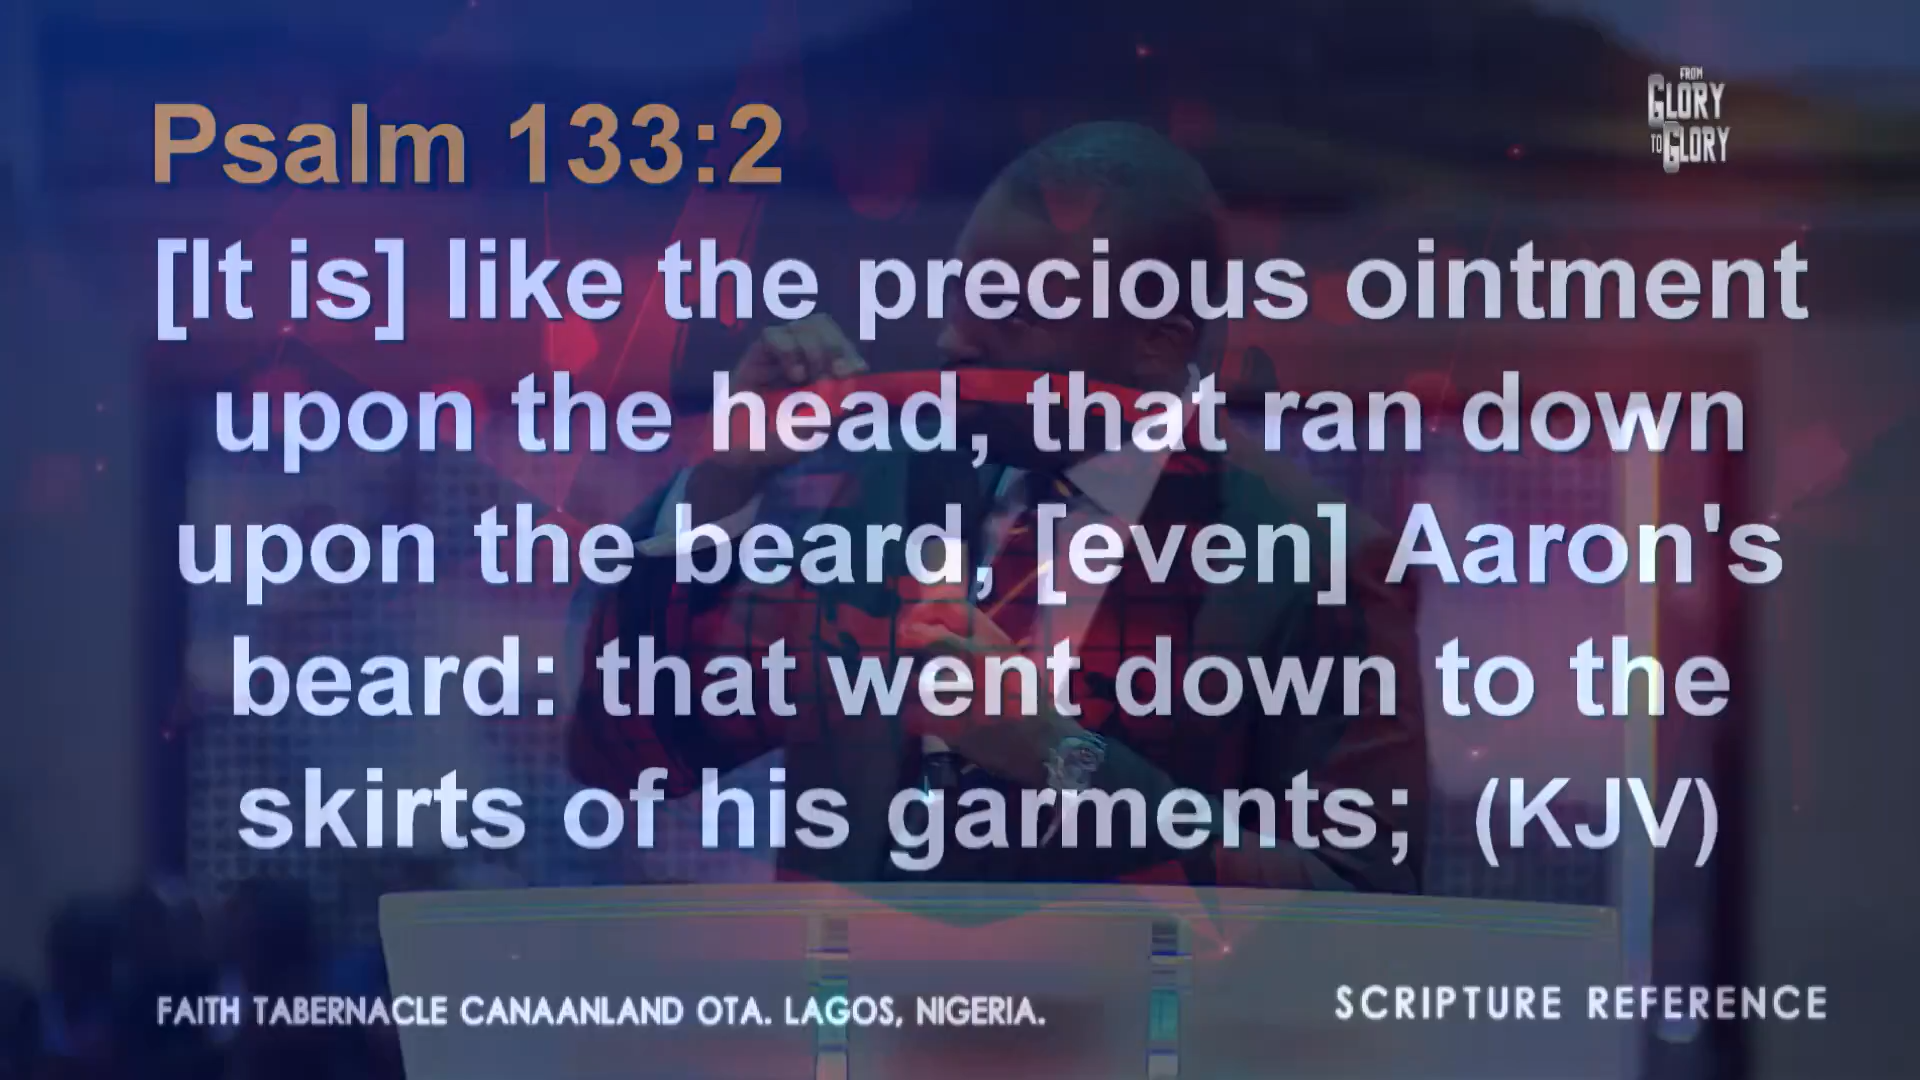 FROM
GLORY
TO GLORY
Psalm 133:2
[It is] like the precious ointment
upon the head, that ran down
upon the beard, [even] Aaron's
beard: that went down to the
skirts of his garments; (KJV)
FAITH TABERNACLE CANAANLAND OTA. LAGOS, NIGERIA.
SCRIPTURE REFERENCE